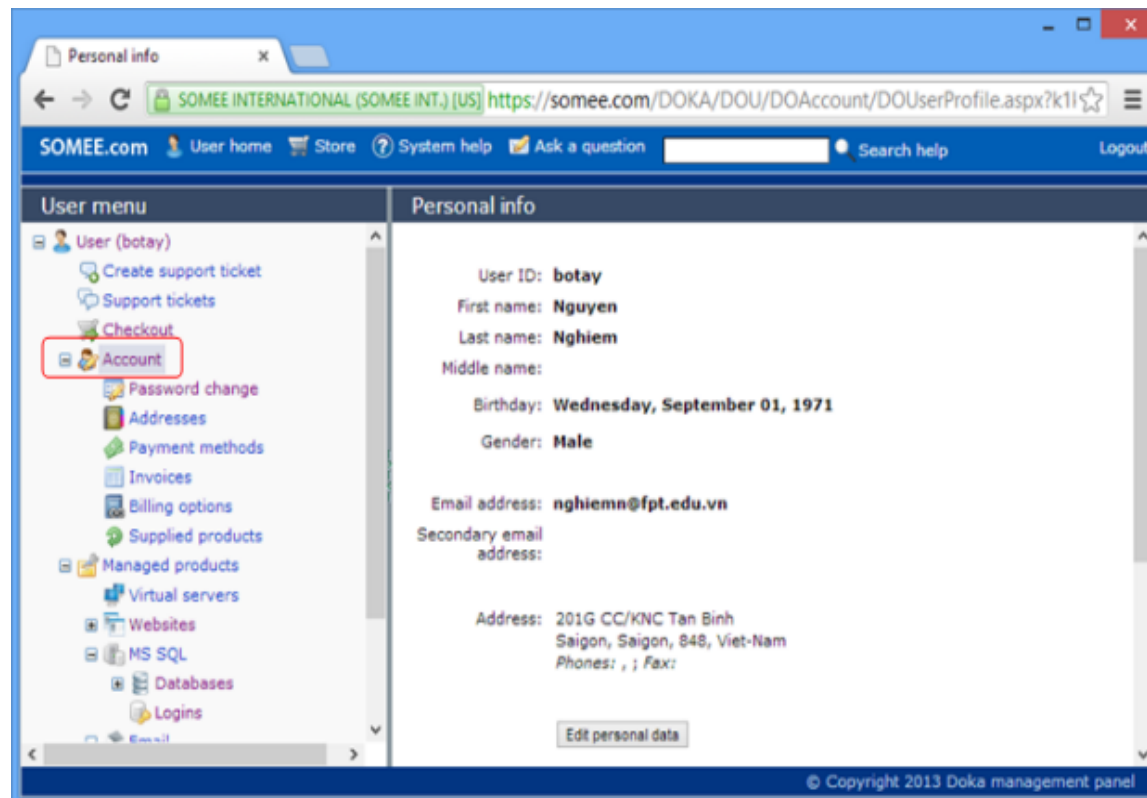 Personal info
SOMEE INTERNATIONAL (SOMEE INT.) [US] https://somee.com/DOKA/DOU/DOAccount/DOUserProfile.aspx?k1
SOMEE.com User home Store System help Ask a question Search help Logout
User menu
User (botay)
Create support ticket
Support tickets
Checkout
Account
Password change
Addresses
Payment methods
Invoices
Billing options
Supplied products
Managed products
Virtual servers
Websites
MS SQL
Databases
Logins
Email
Personal info
User ID: botay
First name: Nguyen
Last name: Nghiem
Middle name:
Birthday: Wednesday, September 01, 1971
Gender: Male
Email address: nghiemn@fpt.edu.vn
Secondary email
address:
Address: 201G CC/KNC Tan Binh
Saigon, Saigon, 848, Viet-Nam
Phones: , ; Fax:
Edit personal data
© Copyright 2013 Doka management panel